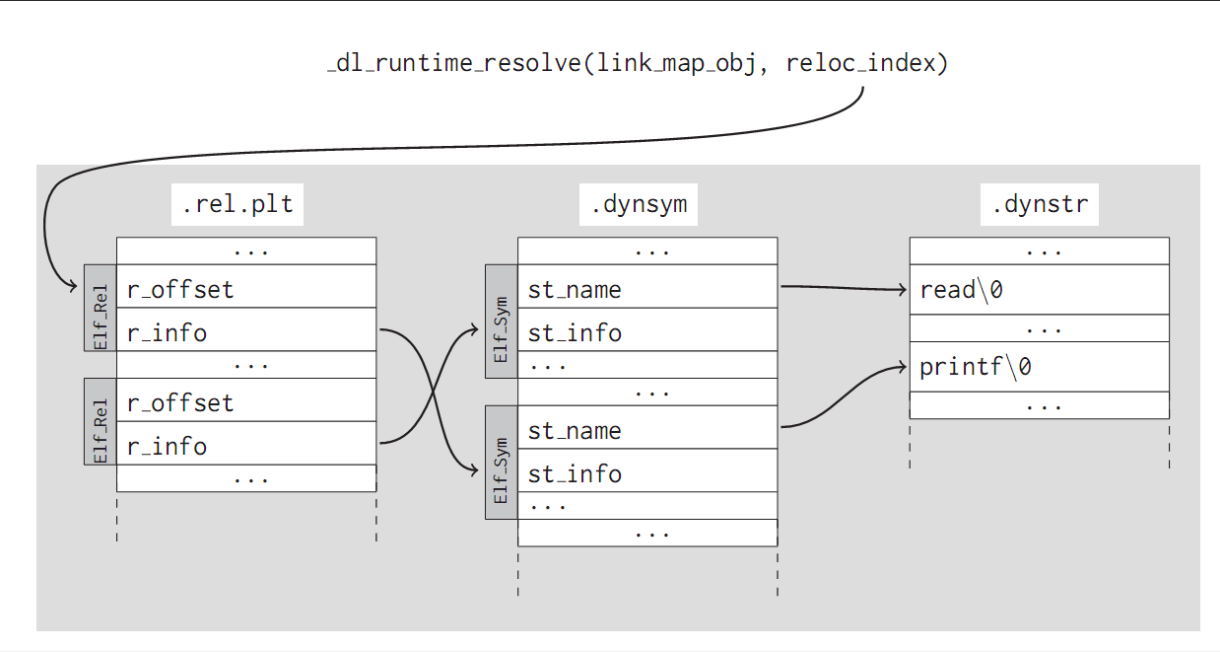 _dl_runtime_resolve(link_map_obj, reloc_index)
.rel.plt
...
Elf_Rel
r_offset
r_info
...
Elf_Rel
r_offset
r_info
...
.dynsym
...
Elf_Sym
st_name
st_info
...
...
Elf_Sym
st_name
st_info
...
...
.dynstr
...
read\0
...
printf\0
...